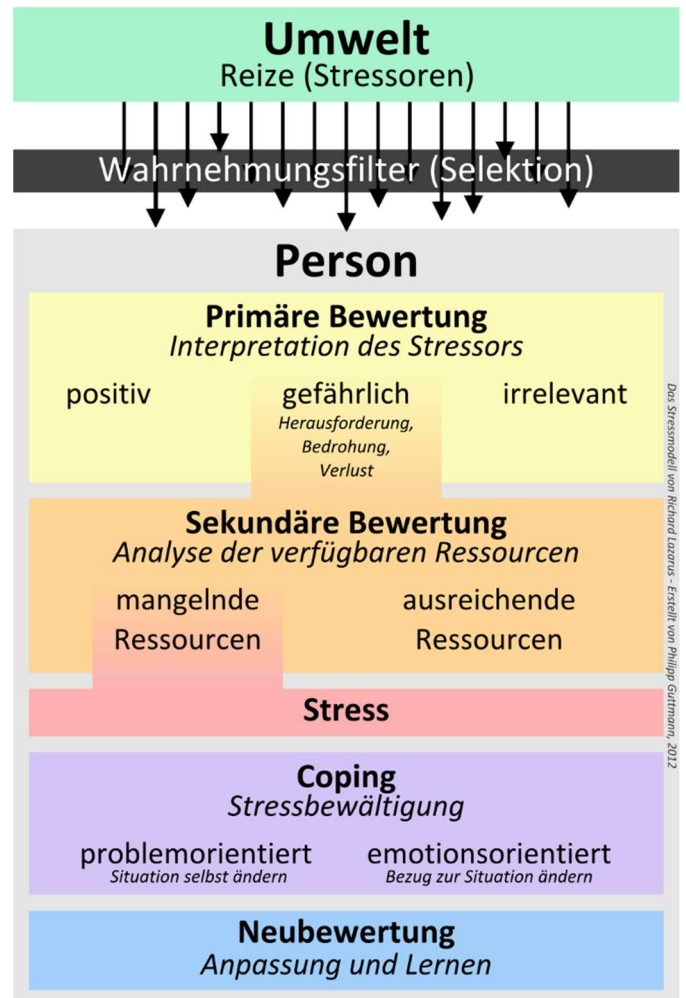 Umwelt
Reize (Stressoren)
Wahrnehmungsfilter (Selektion)
Person
Primäre Bewertung
Interpretation des Stressors
positiv
gefährlich
irrelevant
Herausforderung,
Bedrohung,
Verlust
Sekundäre Bewertung
Analyse der verfügbaren Ressourcen
mangelnde
Ressourcen
ausreichende
Ressourcen
Stress
Coping
Stressbewältigung
problemorientiert
Situation selbst ändern
emotionsorientiert
Bezug zur Situation ändern
Neubewertung
Anpassung und Lernen
Das Stressmodell von Richard Lazarus - Erstellt von Philipp Guttmann, 2012